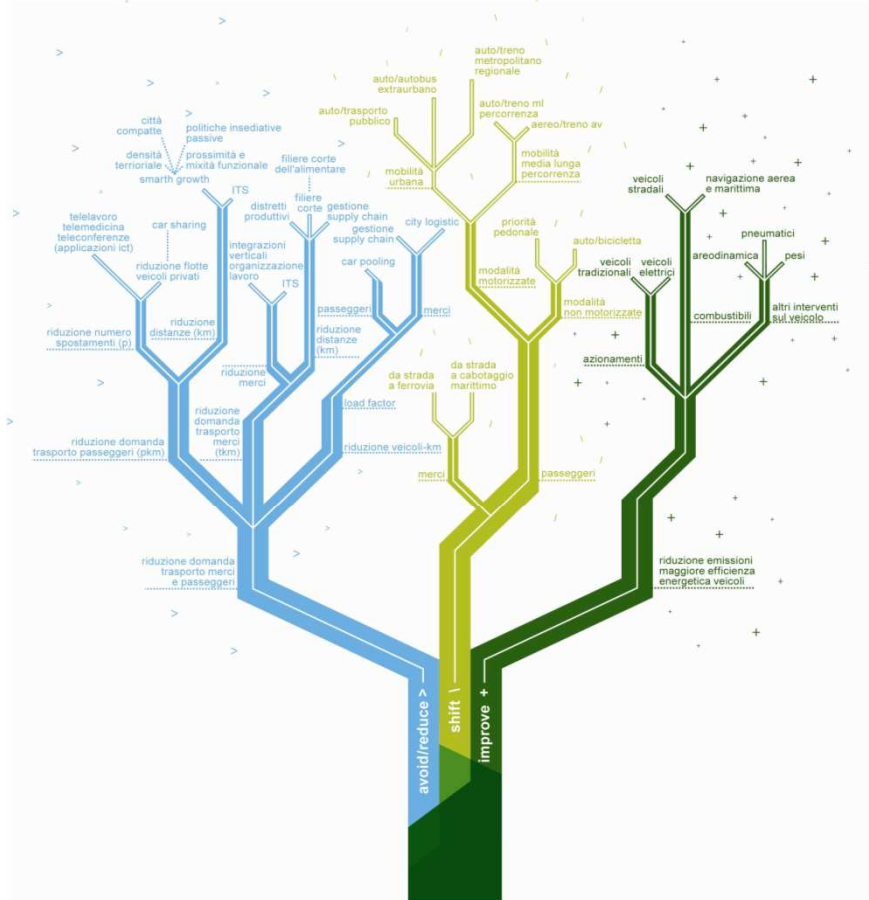 auto/treno
metropolitano
regionale
auto/autobus
extraurbano
auto/trasporto
pubblico
auto/treno ml
percorrenza
aereo/treno av
mobilità
urbana
mobilità
media lunga
percorrenza
città
compatte
politiche insediative
passive
densità
terrioriale
prossimità e
mixità funzionale
smarth growth
ITS
filiere corte
dell'alimentare
distretti
produttivi
filiere
corte
gestione
supply chain
gestione
supply chain
city logistic
telelavoro
telemedicina
teleconferenze
(applicazioni ict)
car sharing
riduzione flotte
veicoli privati
integrazioni
verticali
organizzazione
lavoro
ITS
car pooling
priorità
pedonale
auto/bicicletta
modalità
motorizzate
modalità
non motorizzate
veicoli
stradali
navigazione aerea
e marittima
veicoli
tradizionali
veicoli
elettrici
pneumatici
areodinamica
pesi
combustibili
altri interventi
sul veicolo
azionamenti
riduzione numero
spostamenti (p)
riduzione
distanze (km)
passeggeri
merci
riduzione
distanze
(km)
riduzione
merci
da strada
a ferrovia
da strada
a cabotaggio
marittimo
load factor
riduzione
domanda
trasporto
merci
(tkm)
riduzione domanda
trasporto passeggeri (pkm)
riduzione veicoli-km
merci
passeggeri
riduzione domanda
trasporto merci
e passeggeri
riduzione emissioni
maggiore efficienza
energetica veicoli
avoid/reduce >
shift \
improve +